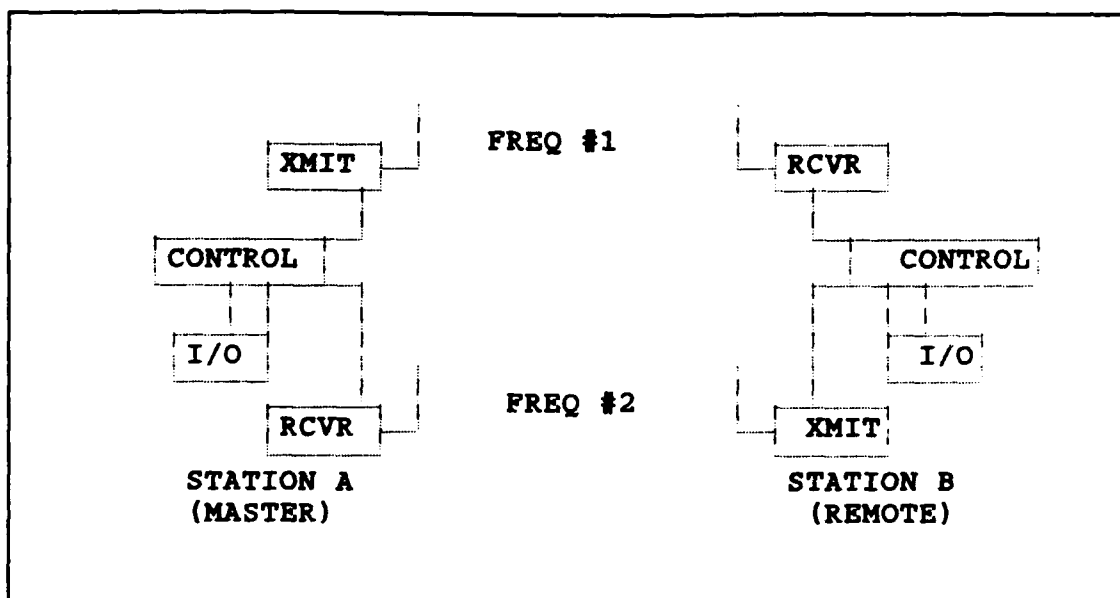 FREQ #1
XMIT
RCVR
CONTROL
CONTROL
I/O
I/O
FREQ #2
RCVR
XMIT
STATION A
(MASTER)
STATION B
(REMOTE)